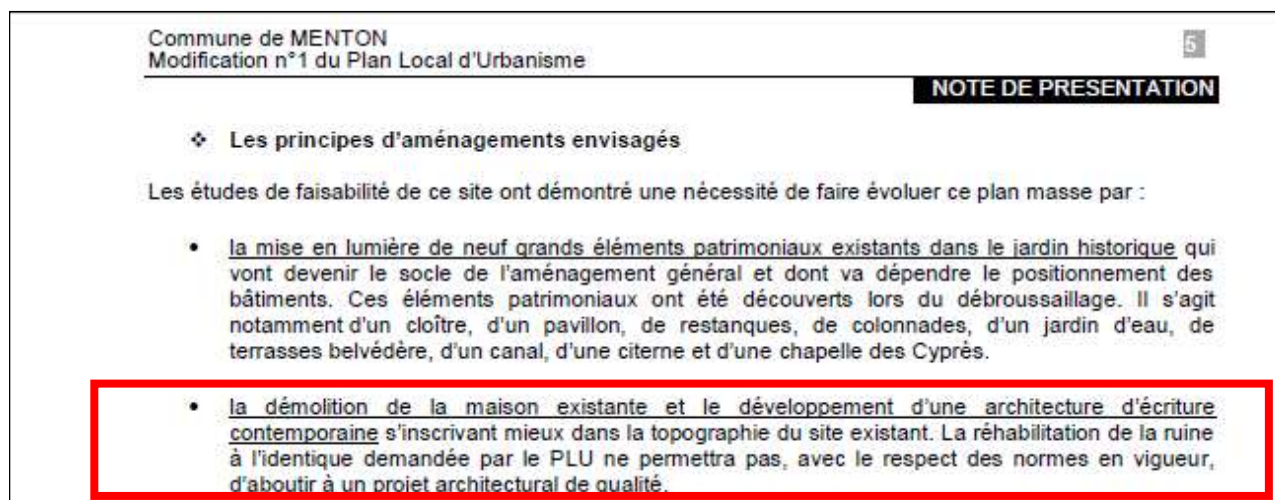 Commune de MENTON
5
Modification n°1 du Plan Local d'Urbanisme
NOTE DE PRESENTATION
❖ Les principes d'aménagements envisagés
Les études de faisabilité de ce site ont démontré une nécessité de faire évoluer ce plan masse par :
• la mise en lumière de neuf grands éléments patrimoniaux existants dans le jardin historique qui
vont devenir le socle de l'aménagement général et dont va dépendre le positionnement des
bâtiments. Ces éléments patrimoniaux ont été découverts lors du débroussaillage. Il s'agit
notamment d'un cloître, d'un pavillon, de restanques, de colonnades, d'un jardin d'eau, de
terrasses belvédère, d'un canal, d'une citerne et d'une chapelle des Cyprès.
• la démolition de la maison existante et le développement d'une architecture d'écriture
contemporaine s'inscrivant mieux dans la topographie du site existant. La réhabilitation de la ruine
à l'identique demandée par le PLU ne permettra pas, avec le respect des normes en vigueur,
d'aboutir à un projet architectural de qualité.